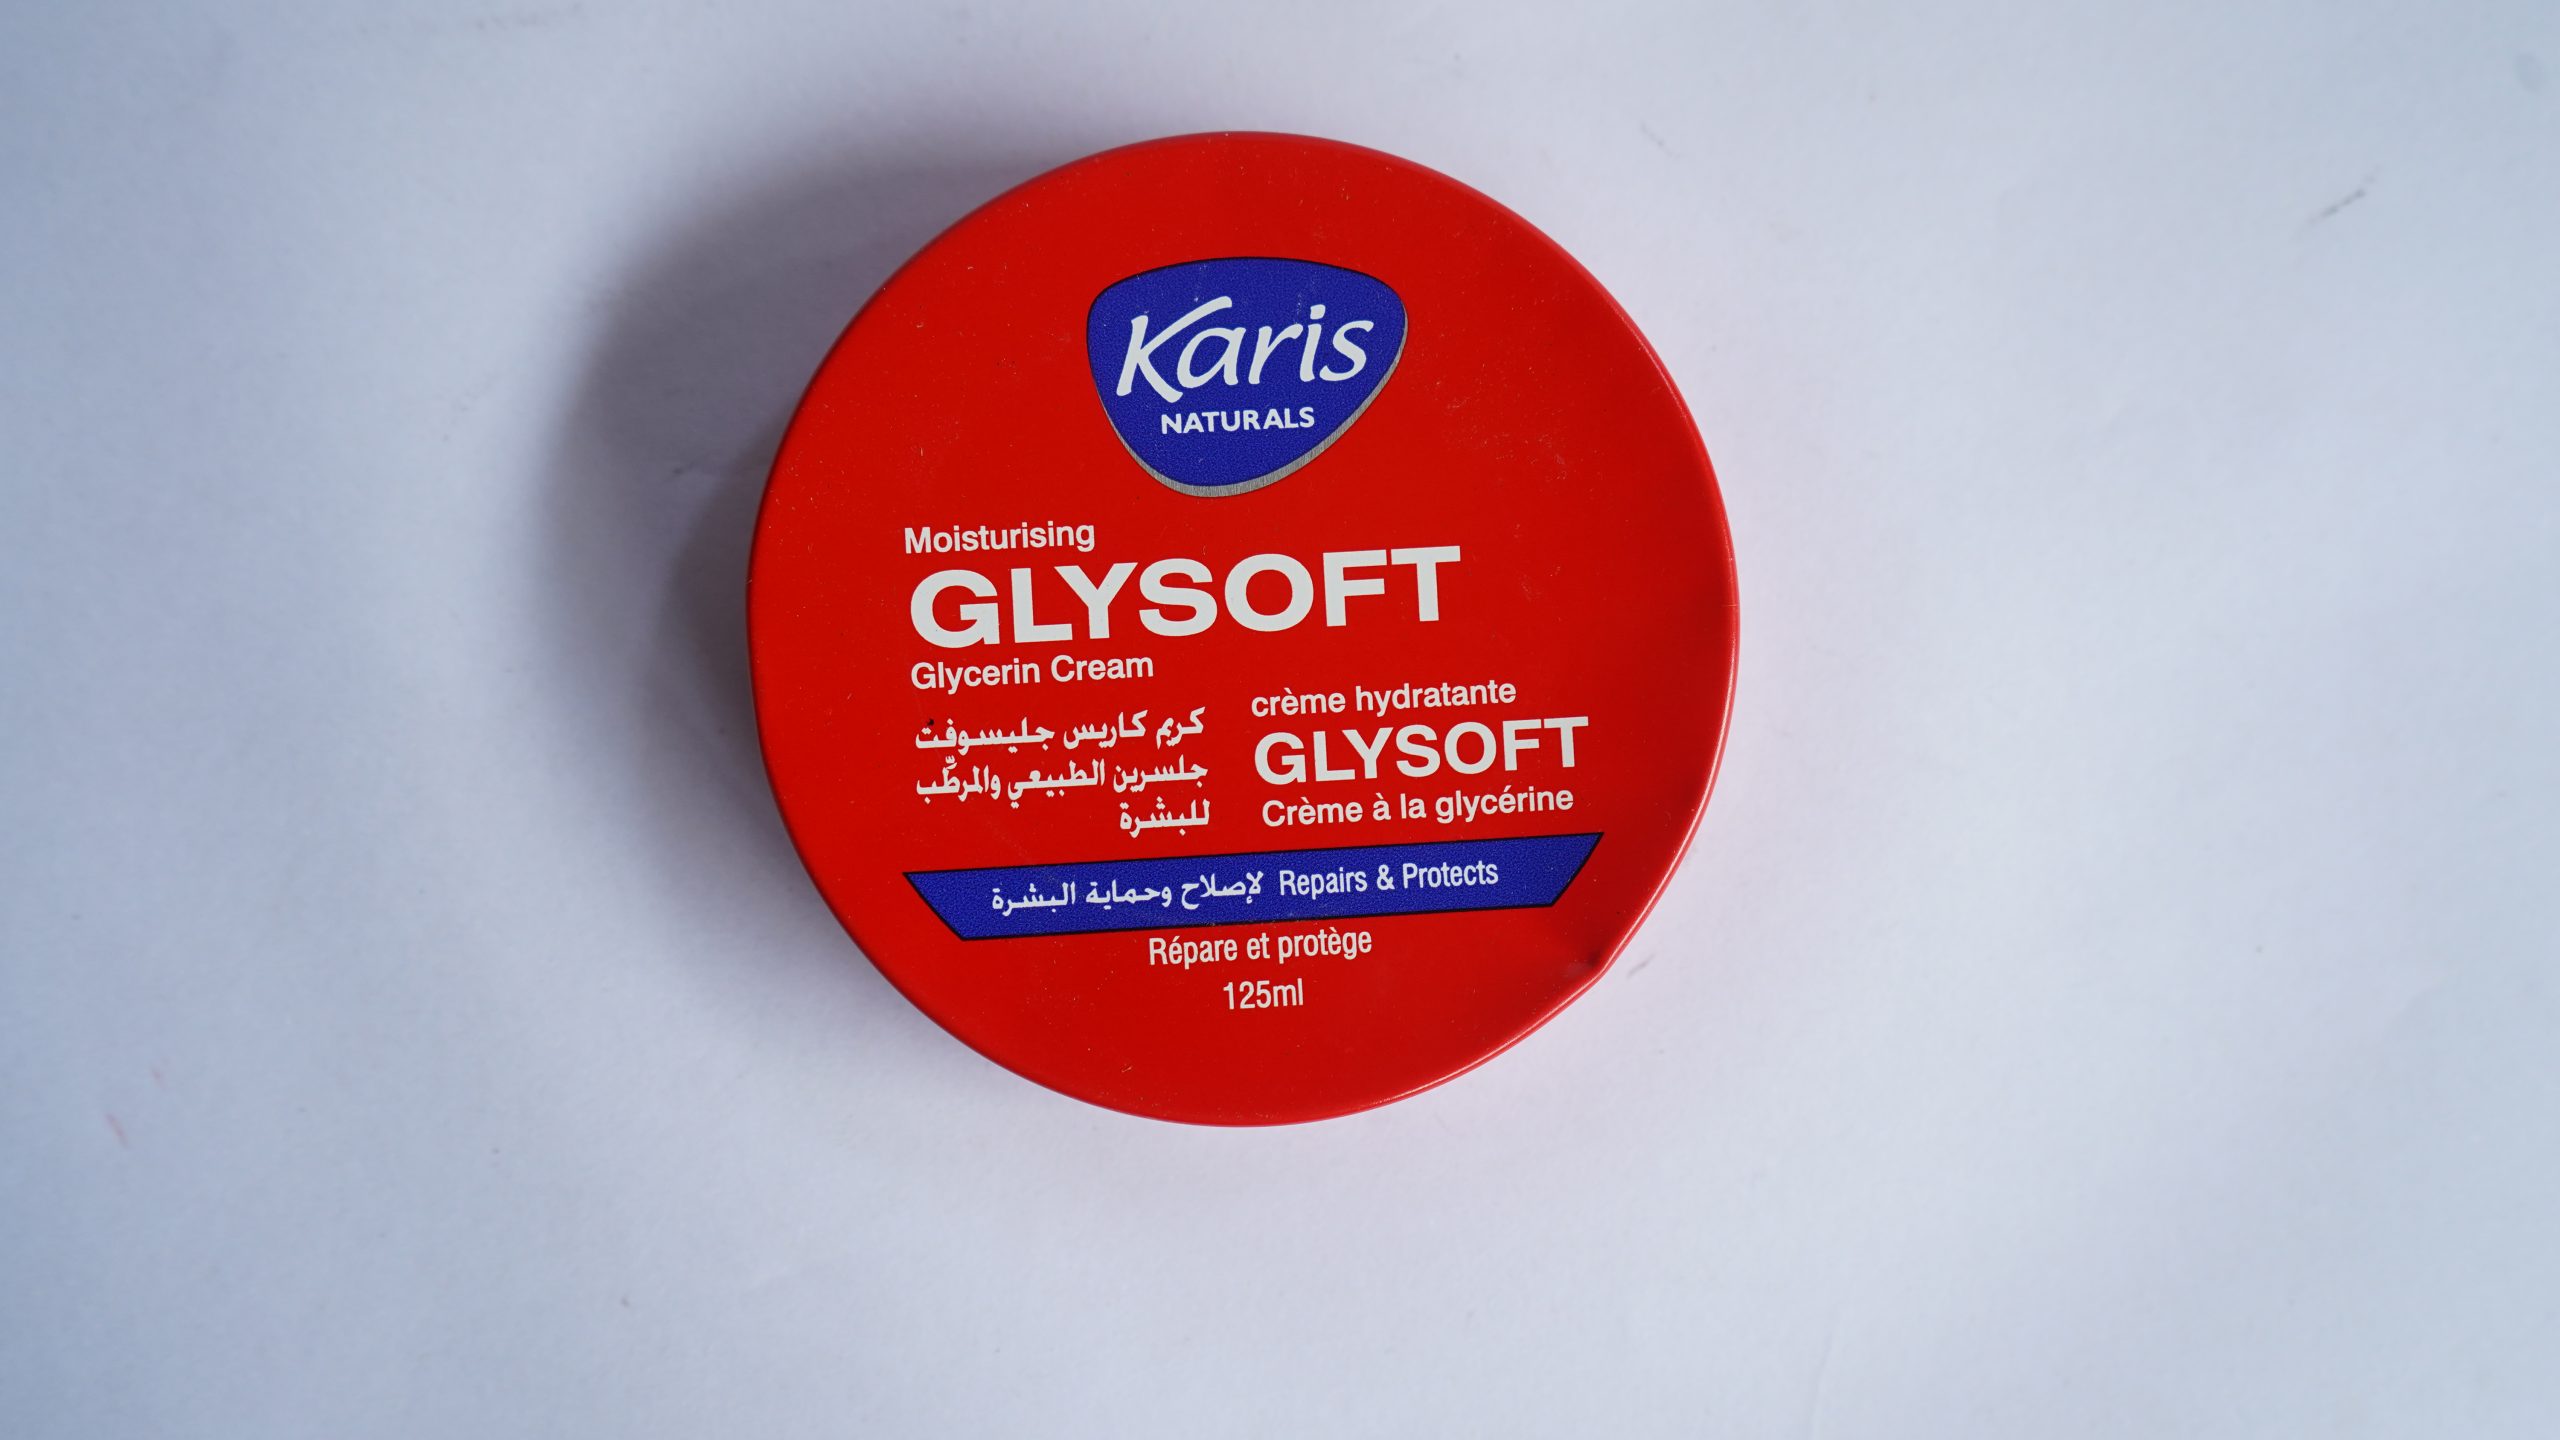 Karis
NATURALS
Moisturising
GLYSOFT
Glycerin Cream
كريم كاريس جليسوفت
جلسرين الطبيعي والمرطّب
للبشرة
crème hydratante
GLYSOFT
Crème à la glycérine
لإصلاح وحماية البشرة Repairs & Protects
Répare et protège
125ml